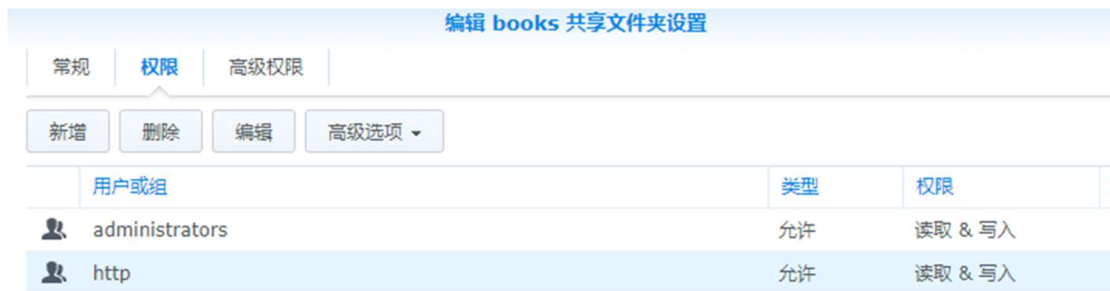 编辑 books 共享文件夹设置
常规 权限 高级权限
新增 删除 编辑 高级选项
用户或组 类型 权限
administrators 允许 读取 & 写入
http 允许 读取 & 写入